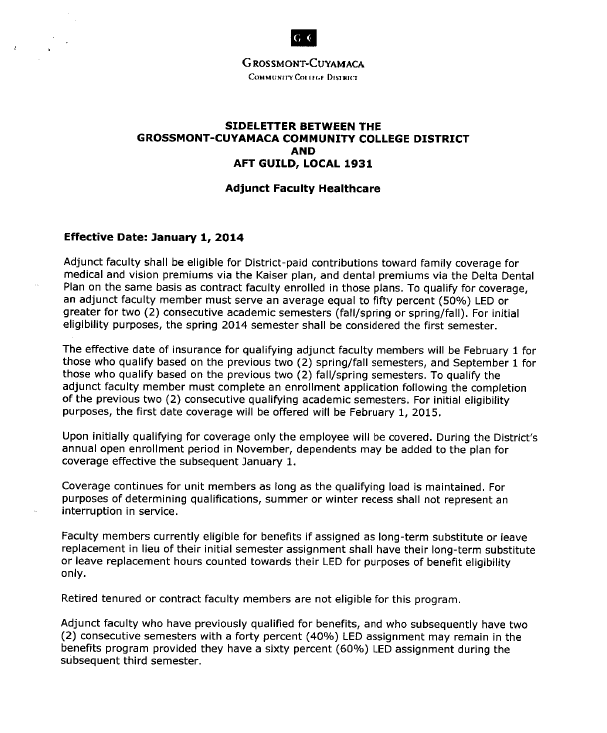 G C
GROSSMONT-CUYAMACA
COMMUNITY COLLEGE DISTRICT
SIDELETTER BETWEEN THE
GROSSMONT-CUYAMACA COMMUNITY COLLEGE DISTRICT
AND
AFT GUILD, LOCAL 1931
Adjunct Faculty Healthcare
Effective Date: January 1, 2014
Adjunct faculty shall be eligible for District-paid contributions toward family coverage for
medical and vision premiums via the Kaiser plan, and dental premiums via the Delta Dental
Plan on the same basis as contract faculty enrolled in those plans. To qualify for coverage,
an adjunct faculty member must serve an average equal to fifty percent (50%) LED or
greater for two (2) consecutive academic semesters (fall/spring or spring/fall). For initial
eligibility purposes, the spring 2014 semester shall be considered the first semester.
The effective date of insurance for qualifying adjunct faculty members will be February 1 for
those who qualify based on the previous two (2) spring/fall semesters, and September 1 for
those who qualify based on the previous two (2) fall/spring semesters. To qualify the
adjunct faculty member must complete an enrollment application following the completion
of the previous two (2) consecutive qualifying academic semesters. For initial eligibility
purposes, the first date coverage will be offered will be February 1, 2015.
Upon initially qualifying for coverage only the employee will be covered. During the District's
annual open enrollment period in November, dependents may be added to the plan for
coverage effective the subsequent January 1.
Coverage continues for unit members as long as the qualifying load is maintained. For
purposes of determining qualifications, summer or winter recess shall not represent an
interruption in service.
Faculty members currently eligible for benefits if assigned as long-term substitute or leave
replacement in lieu of their initial semester assignment shall have their long-term substitute
or leave replacement hours counted towards their LED for purposes of benefit eligibility
only.
Retired tenured or contract faculty members are not eligible for this program.
Adjunct faculty who have previously qualified for benefits, and who subsequently have two
(2) consecutive semesters with a forty percent (40%) LED assignment may remain in the
benefits program provided they have a sixty percent (60%) LED assignment during the
subsequent third semester.